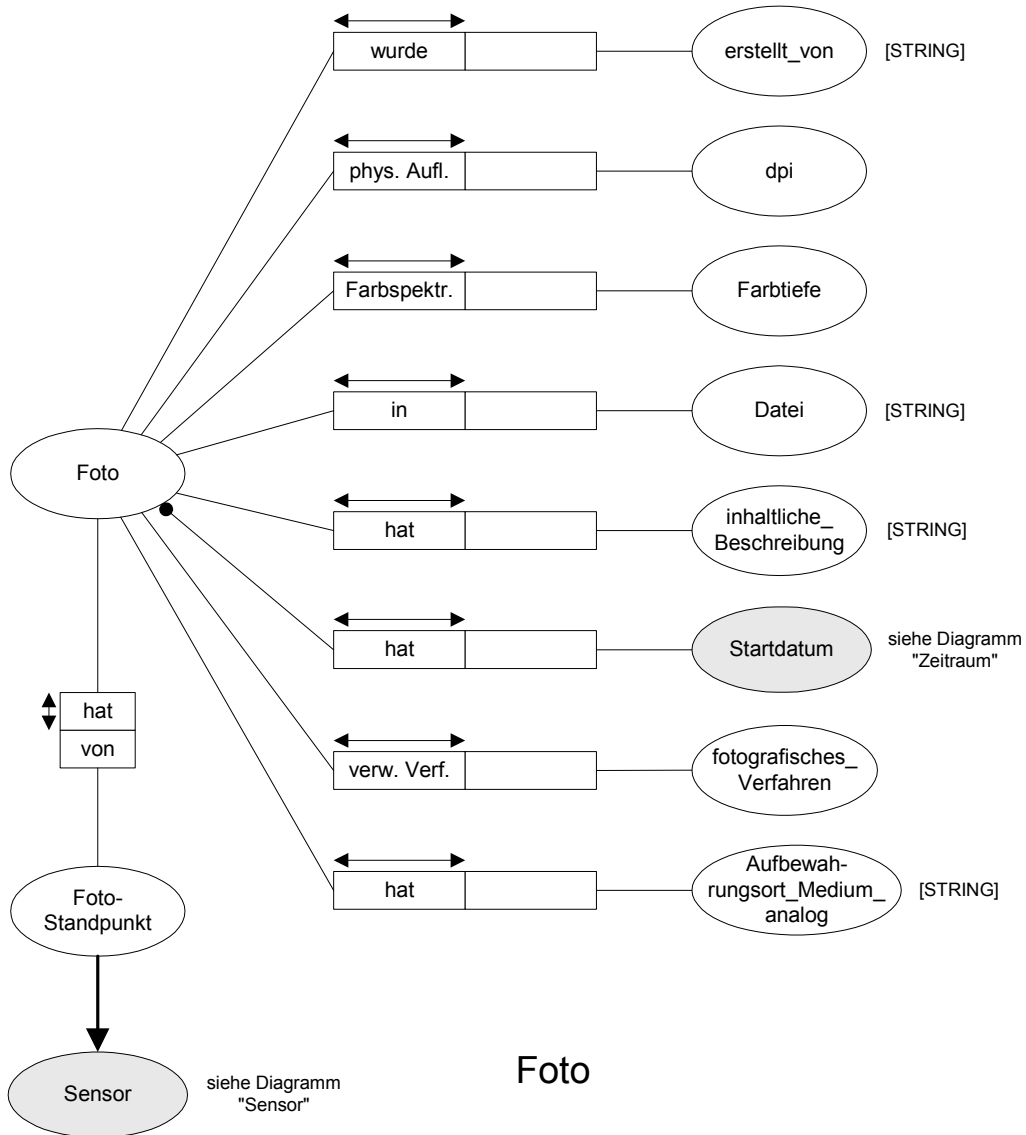 wurde
erstellt_von
[STRING]
phys. Aufl.
dpi
Farbspektr.
Farbtiefe
in
Datei
[STRING]
Foto
hat
inhaltliche_
Beschreibung
[STRING]
hat
Startdatum
siehe Diagramm
"Zeitraum"
hat
von
verw. Verf.
fotografisches_
Verfahren
hat
Aufbewah-
rungsort_Medium_
analog
[STRING]
Foto-
Standpunkt
Sensor
siehe Diagramm
"Sensor"
Foto